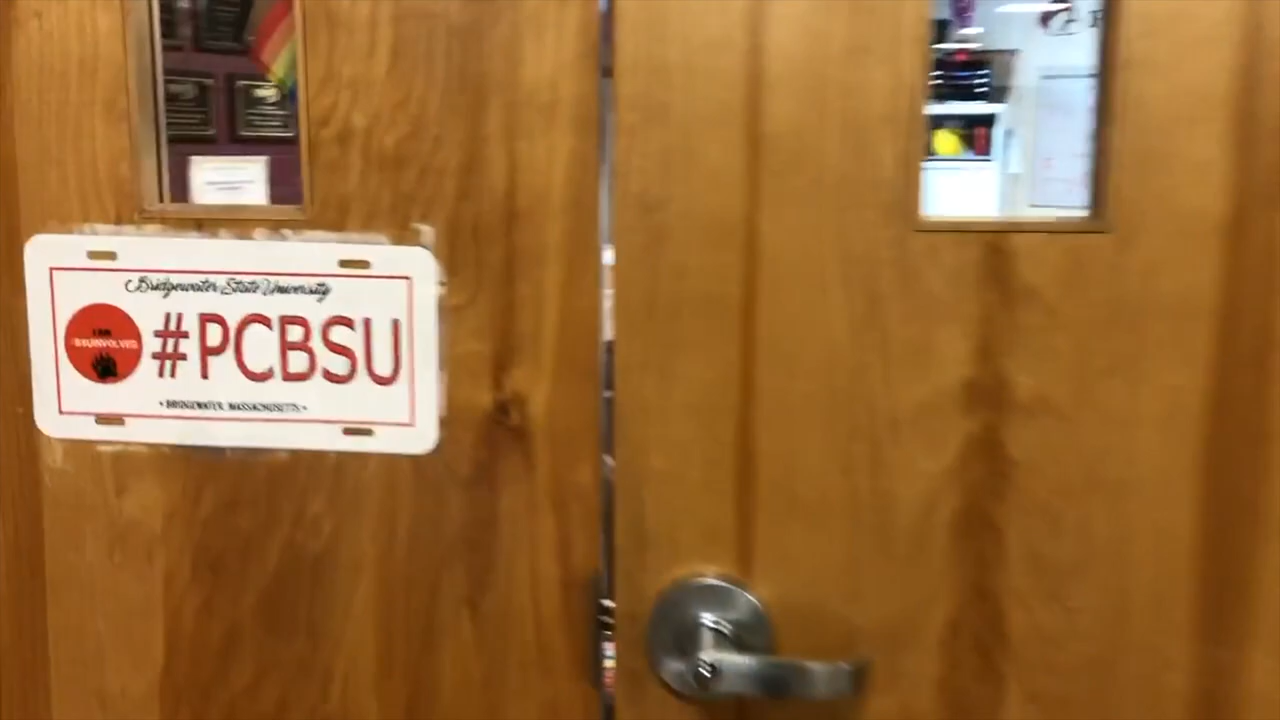 Bridgewater State University
I AM
#BSUINVOLVED
#PCBSU
• BRIDGEWATER, MASSACHUSETTS •